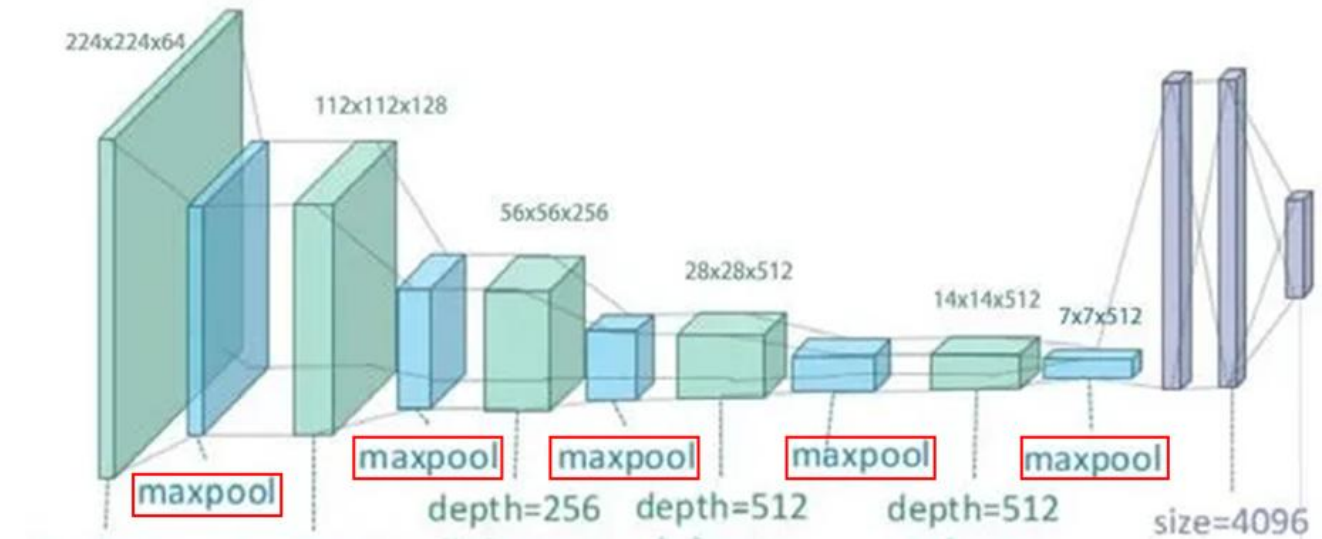 224x224x64
112x112x128
56x56x256
28x28x512
14x14x512
7x7x512
maxpool
maxpool
maxpool
maxpool
maxpool
depth=256
depth=512
depth=512
size=4096